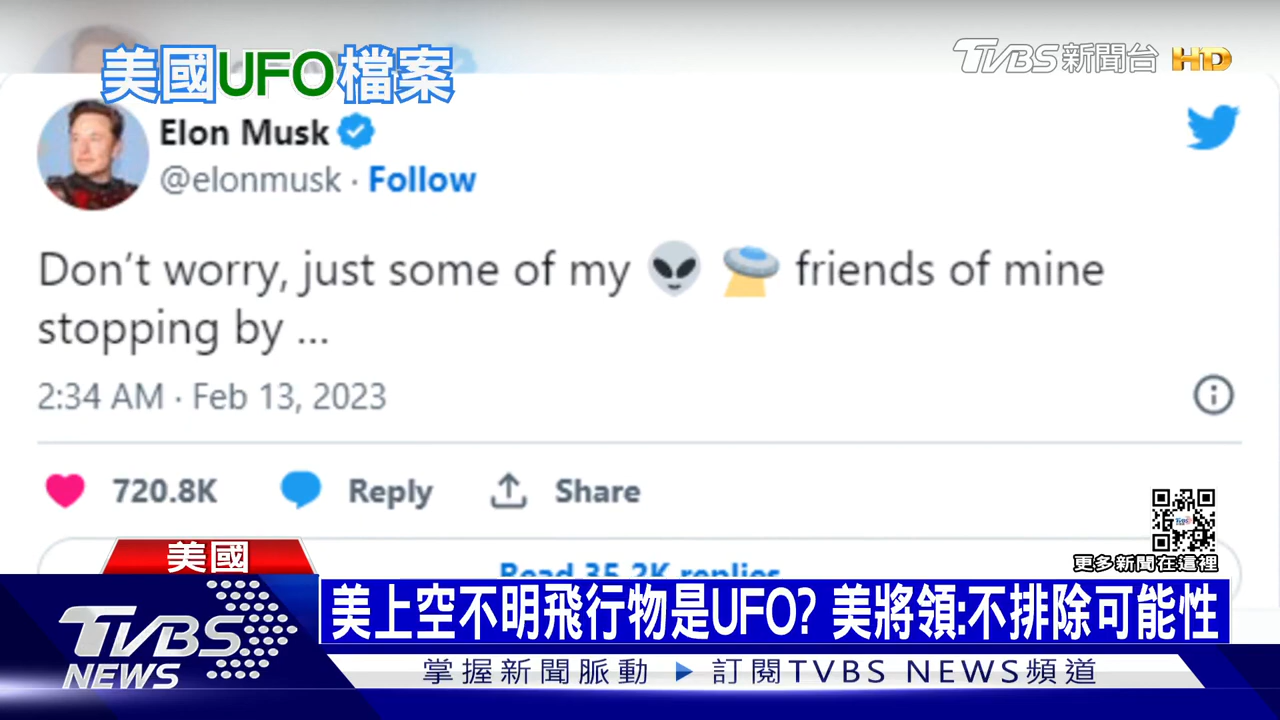 美國UFO檔案
TVBS新聞台 HD
Elon Musk
@elonmusk · Follow
Don't worry, just some of my 👽 🛸 friends of mine
stopping by ...
2:34 AM · Feb 13, 2023
720.8K Reply Share
Read 35.2K replies
更多新聞在這裡
美國
美上空不明飛行物是UFO? 美將領:不排除可能性
TVBS NEWS
掌握新聞脈動 ▶ 訂閱TVBS NEWS頻道